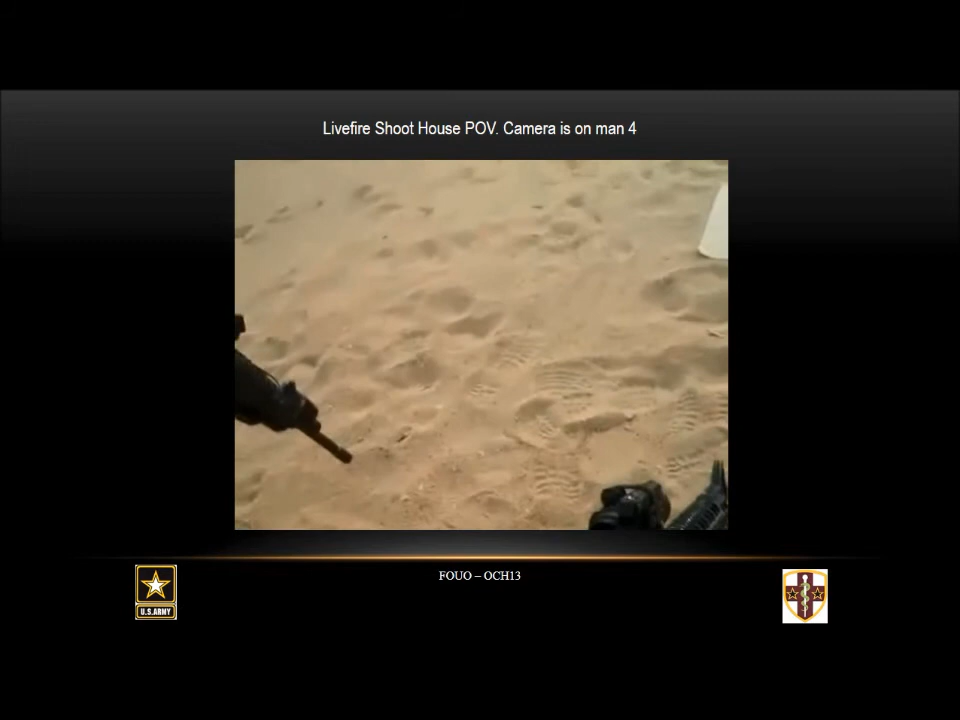 Livefire Shoot House POV. Camera is on man 4
FOUO – OCH13
U.S.ARMY